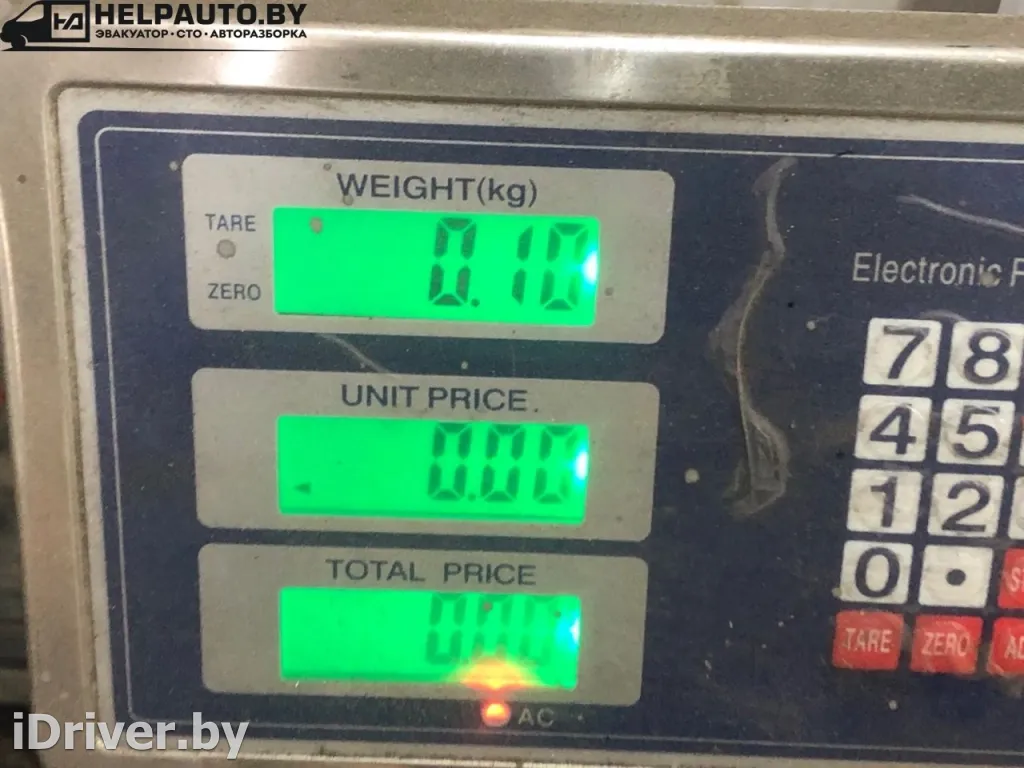 HELPAUTO.BY
ЭВАКУАТОР • СТО • АВТОРАЗБОРКА
WEIGHT(kg)
TARE
0.10
ZERO
Electronic
UNIT PRICE
0.00
TOTAL PRICE
0.00
7 8
4 5
1 2
0 .
TARE ZERO
AC
iDriver.by